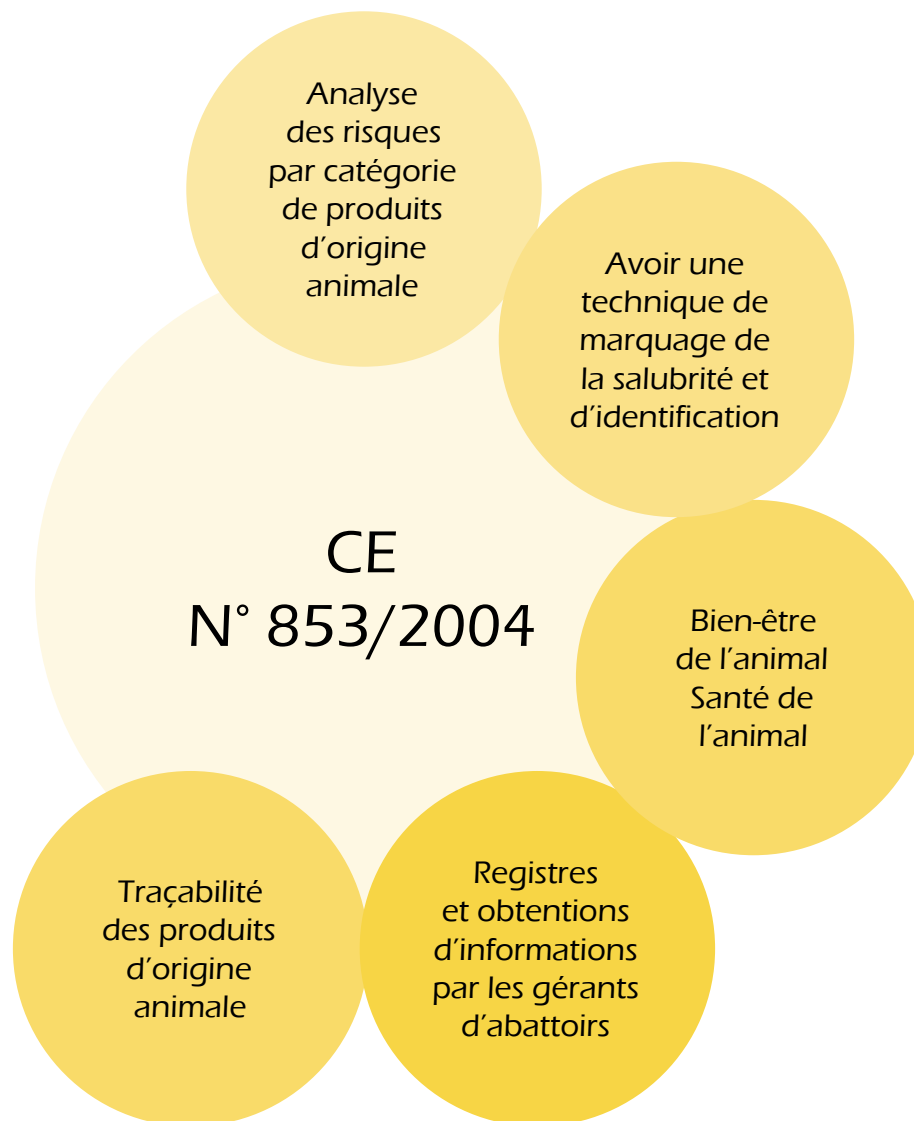 Analyse
des risques
par catégorie
de produits
d'origine
animale
Avoir une
technique de
marquage de
la salubrité et
d'identification
CE
N° 853/2004
Bien-être
de l'animal
Santé de
l'animal
Registres
et obtentions
d'informations
par les gérants
d'abattoirs
Traçabilité
des produits
d'origine
animale